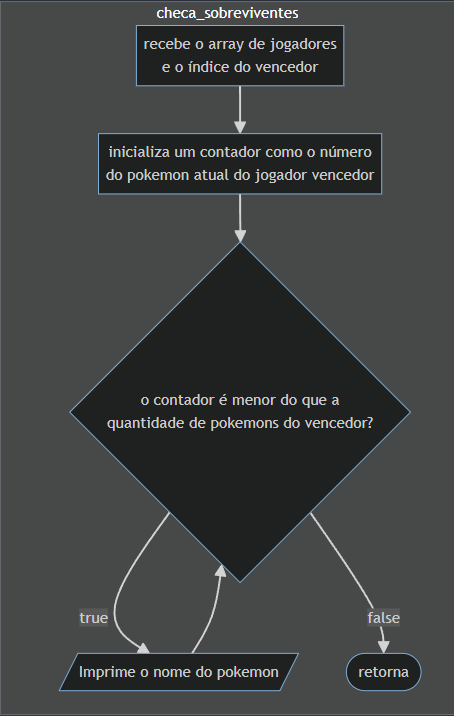 checa_sobreviventes
recebe o array de jogadores
e o índice do vencedor
inicializa um contador como o número
do pokemon atual do jogador vencedor
o contador é menor do que a
quantidade de pokemons do vencedor?
true
false
Imprime o nome do pokemon
retorna